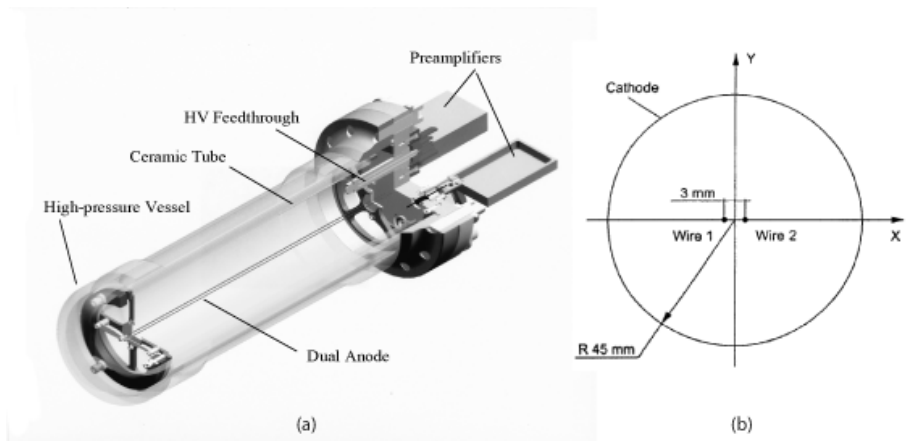 Preamplifiers
HV Feedthrough
Ceramic Tube
High-pressure Vessel
Dual Anode
(a)
Y
Cathode
3 mm
Wire 1
Wire 2
X
R 45 mm
(b)